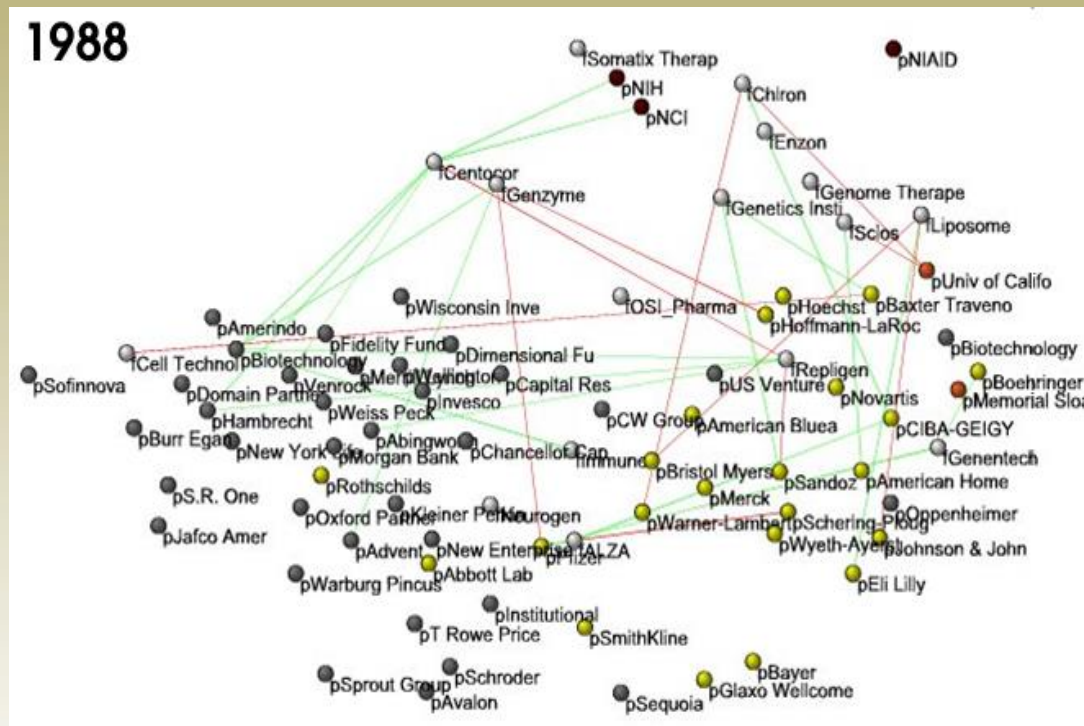 1988
fSomatix Therap
pNIAID
pNIH
fChiron
pNCI
fEnzon
fCentocor
fGenzyme
fGenome Therape
fGenetics Insti
fLiposome
fScios
pUniv of Califo
pWisconsin Inve
fOSI_Pharma
pHoechst
pBaxter Traveno
pAmerindo
pHoffmann-LaRoc
pFidelity Fund
pDimensional Fu
pBiotechnology
fCell Technol
pBiotechnology
fRepligen
pSofinnova
pVenrock
pWellington
pCapital Res
pUS Venture
pBoehringer
pDomain Partne
pInvesco
pNovartis
pMemorial Sloa
pHambrecht
pWeiss Peck
pCW Group
pAmerican Bluea
pCIBA-GEIGY
pBurr Egan
pNew York Life
pAbingwor
pMorgan Bank
pChancellor Cap
fImmune
fGenentech
pRothschilds
pBristol Myers
pSandoz
pAmerican Home
pS.R. One
pMerck
pOxford Partner
pKleiner Perkin
fNeurogen
pWarner-Lambert
pSchering-Ploug
pOppenheimer
pJafco Amer
pAdvent
pNew Enterprise
pPfizer
fALZA
pWyeth-Ayerst
pJohnson & John
pAbbott Lab
pWarburg Pincus
pEli Lilly
pInstitutional
pT Rowe Price
pSmithKline
pBayer
pSprout Group
pSchroder
pAvalon
pGlaxo Wellcome
pSequoia